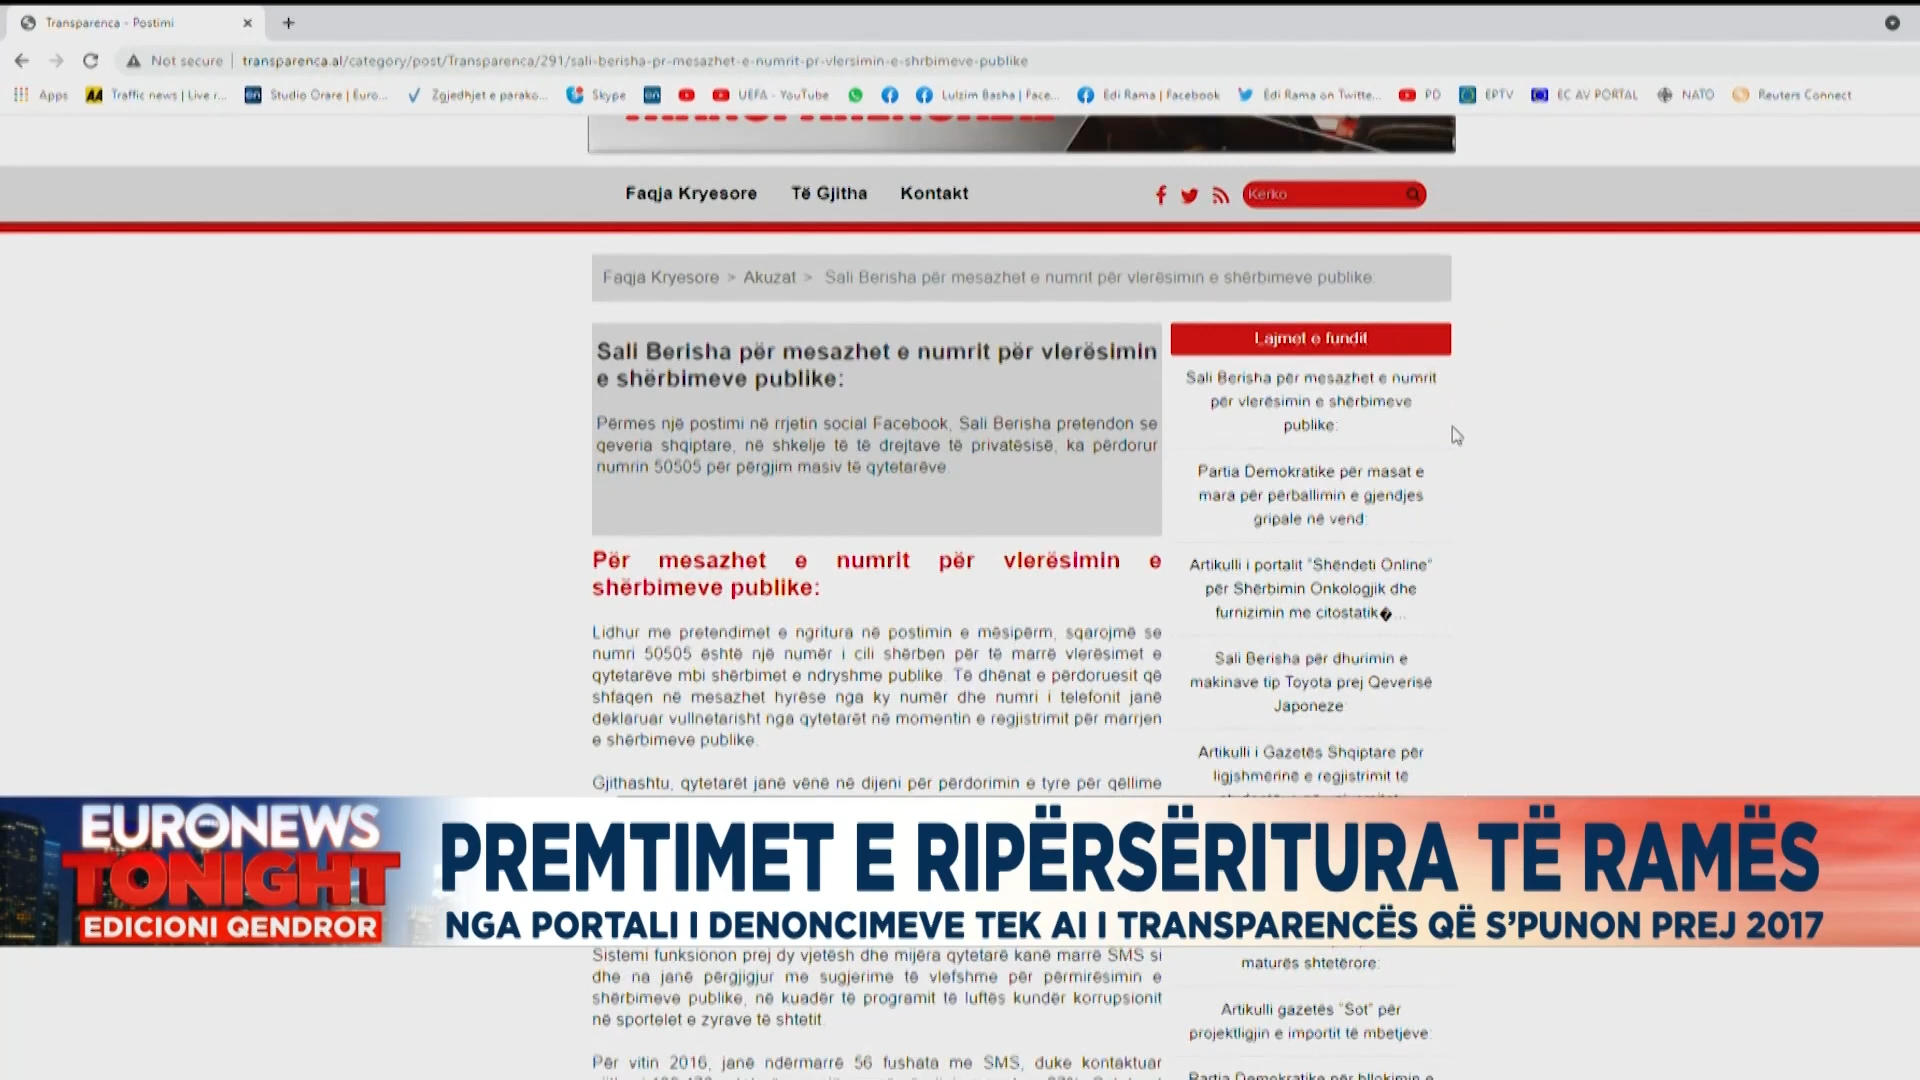 Transparenca - Postimi
Not secure
transparenca.al/category/post/Transparenca/291/sali-berisha-pr-mesazhet-e-numrit-pr-vlersimin-e-shrbimeve-publike
Apps
Traffic news | Live r...
Studio Orare | Euro...
Zgjedhjet e parako...
Skype
UEFA - YouTube
Lulzim Basha | Face...
Edi Rama | Facebook
Edi Rama on Twitte...
PD
EPTV
EC AV PORTAL
NATO
Reuters Connect
Faqja Kryesore
Të Gjitha
Kontakt
Kerko
Faqja Kryesore > Akuzat > Sali Berisha për mesazhet e numrit për vlerësimin e shërbimeve publike:
Sali Berisha për mesazhet e numrit për vlerësimin
e shërbimeve publike:
Përmes një postimi në rrjetin social Facebook, Sali Berisha pretendon se
qeveria shqiptare, në shkelje të të drejtave të privatësisë, ka përdorur
numrin 50505 për përgjim masiv të qytetarëve.
Për mesazhet e numrit për vlerësimin e
shërbimeve publike:
Lidhur me pretendimet e ngritura në postimin e mësipërm, sqarojmë se
numri 50505 është një numër i cili shërben për të marrë vlerësimet e
qytetarëve mbi shërbimet e ndryshme publike. Të dhënat e përdoruesit që
shfaqen në mesazhet hyrëse nga ky numër dhe numri i telefonit janë
deklaruar vullnetarisht nga qytetarët në momentin e regjistrimit për marrjen
e shërbimeve publike.
Gjithashtu, qytetarët janë vënë në dijeni për përdorimin e tyre për qëllime
Lajmet e fundit
Sali Berisha për mesazhet e numrit
për vlerësimin e shërbimeve
publike:
Partia Demokratike për masat e
mara për përballimin e gjendjes
gripale në vend:
Artikulli i portalit "Shëndeti Online"
për Shërbimin Onkologjik dhe
furnizimin me citostatik�...
Sali Berisha për dhurimin e
makinave tip Toyota prej Qeverisë
Japoneze
Artikulli i Gazetës Shqiptare për
ligjshmërinë e regjistrimit të
EURONEWS
TONIGHT
EDICIONI QENDROR
PREMTIMET E RIPËRSËRITURA TË RAMËS
NGA PORTALI I DENONCIMEVE TEK AI I TRANSPARENCËS QË S'PUNON PREJ 2017
Sistemi funksionon prej dy vjetësh dhe mijëra qytetarë kanë marrë SMS si
dhe na janë përgjigjur me sugjerime të vlefshme për përmirësimin e
shërbimeve publike, në kuadër të programit të luftës kundër korrupsionit
në sportelet e zyrave të shtetit.
Për vitin 2016, janë ndërmarrë 56 fushata me SMS, duke kontaktuar
maturës shtetërore:
Artikulli gazetës "Sot" për
projektligjin e importit të mbetjeve:
Partia Demokratike për bllokimin e